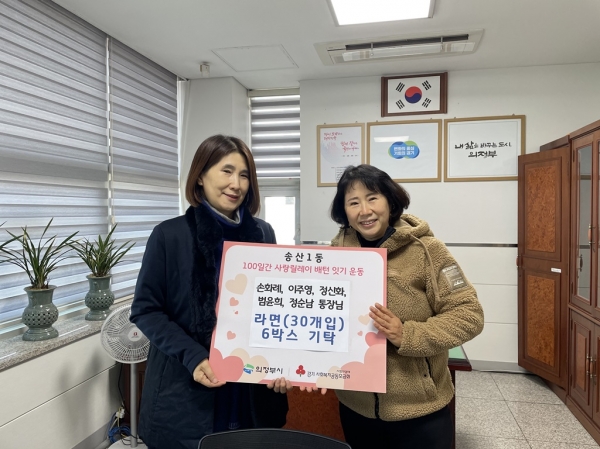 내 삶을 바꾸는 도시
의정부
송산1동
100일간 사랑릴레이 배턴 잇기 운동
손화례, 이주영, 정신화,
범윤희, 정순남 통장님
라면(30개입)
6박스 기탁
의정부시
경기 사회복지공동모금회